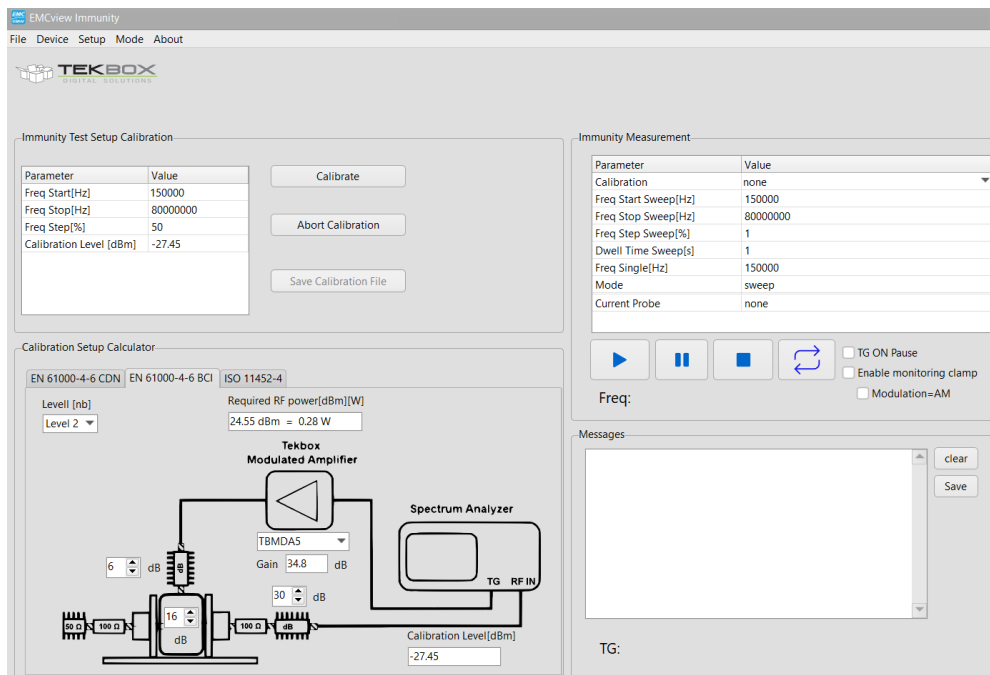 EMCview Immunity
File Device Setup Mode About
TEKBOX
DIGITAL SOLUTIONS
Immunity Test Setup Calibration
Parameter Value
Freq Start[Hz] 150000
Freq Stop[Hz] 80000000
Freq Step[%] 50
Calibration Level [dBm] -27.45
Calibrate
Abort Calibration
Save Calibration File
Immunity Measurement
Parameter Value
Calibration none
Freq Start Sweep[Hz] 150000
Freq Stop Sweep[Hz] 80000000
Freq Step Sweep[%] 1
Dwell Time Sweep[s] 1
Freq Single[Hz] 150000
Mode sweep
Current Probe none
TG ON Pause
Enable monitoring clamp
Modulation=AM
Freq:
Calibration Setup Calculator
EN 61000-4-6 CDN EN 61000-4-6 BCI ISO 11452-4
Levell [nb]
Level 2
Required RF power[dBm][W]
24.55 dBm = 0.28 W
Tekbox
Modulated Amplifier
TBMDA5
Gain 34.8 dB
Spectrum Analyzer
TG RF IN
6 dB
dB
30 dB
16
dB
50 Ω 100 Ω
100 Ω dB
Calibration Level[dBm]
-27.45
Messages
clear
Save
TG: